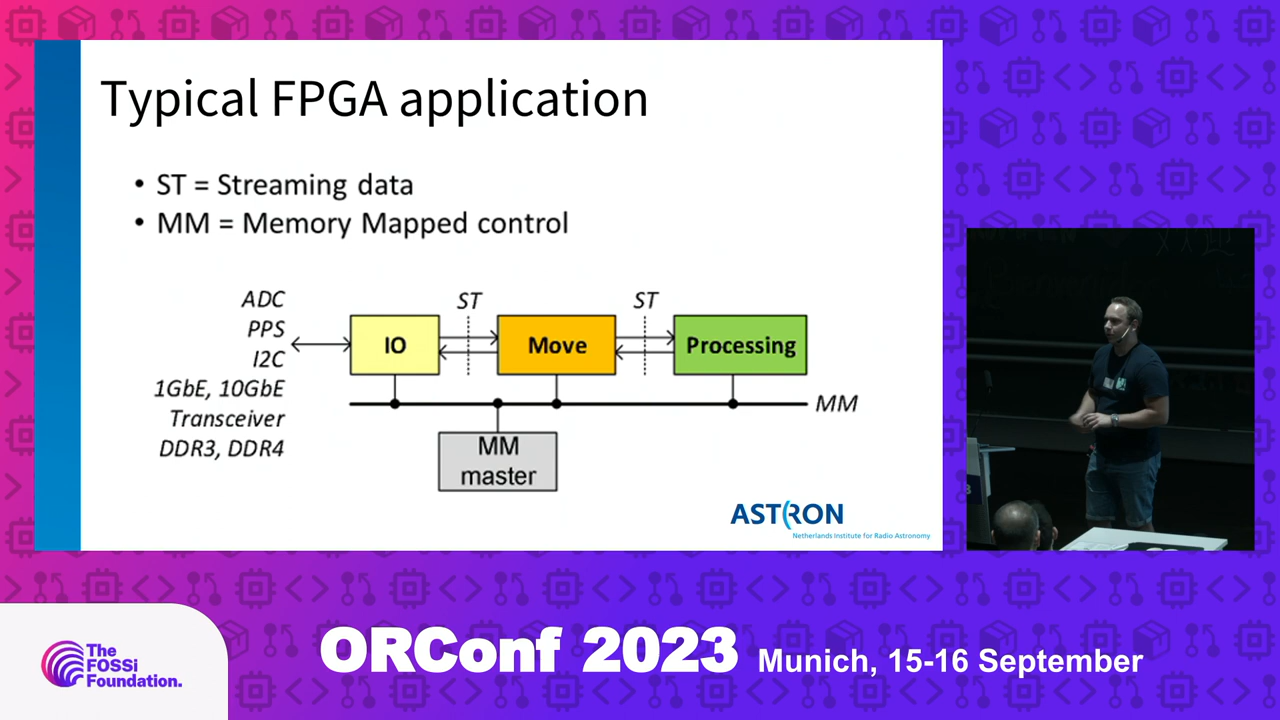 Typical FPGA application
• ST = Streaming data
• MM = Memory Mapped control
ADC
PPS
I2C
1GbE, 10GbE
Transceiver
DDR3, DDR4
ST
ST
IO
Move
Processing
MM
MM
master
ASTRON
Netherlands Institute for Radio Astronomy
The
FOSSi
Foundation.
ORConf 2023
Munich, 15-16 September